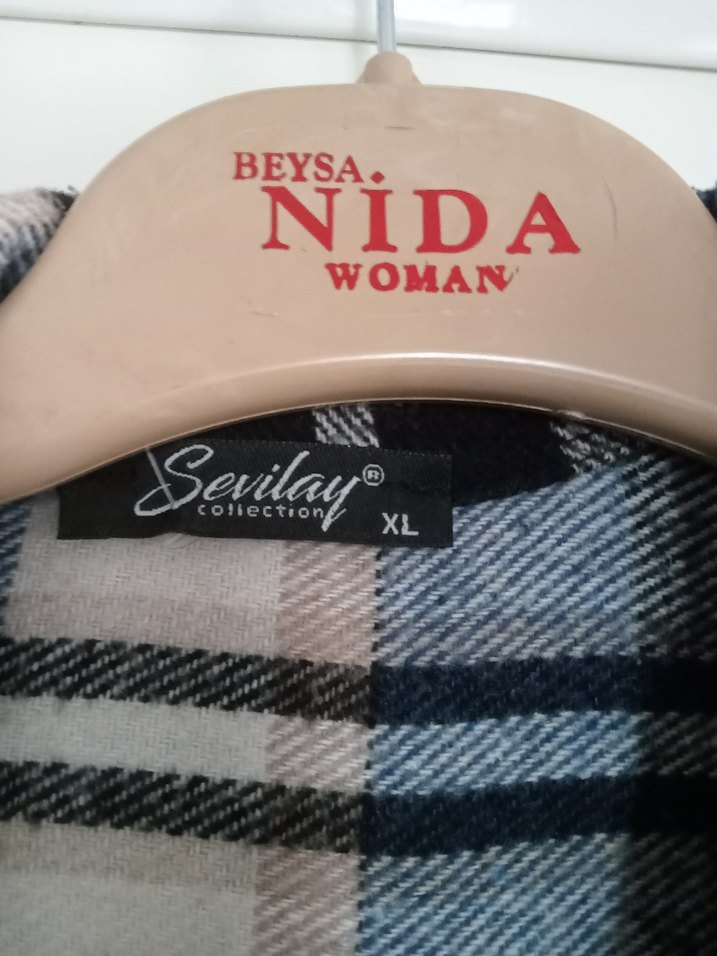 BEYSA
NİDA
WOMAN
Sevilay®
collection
XL